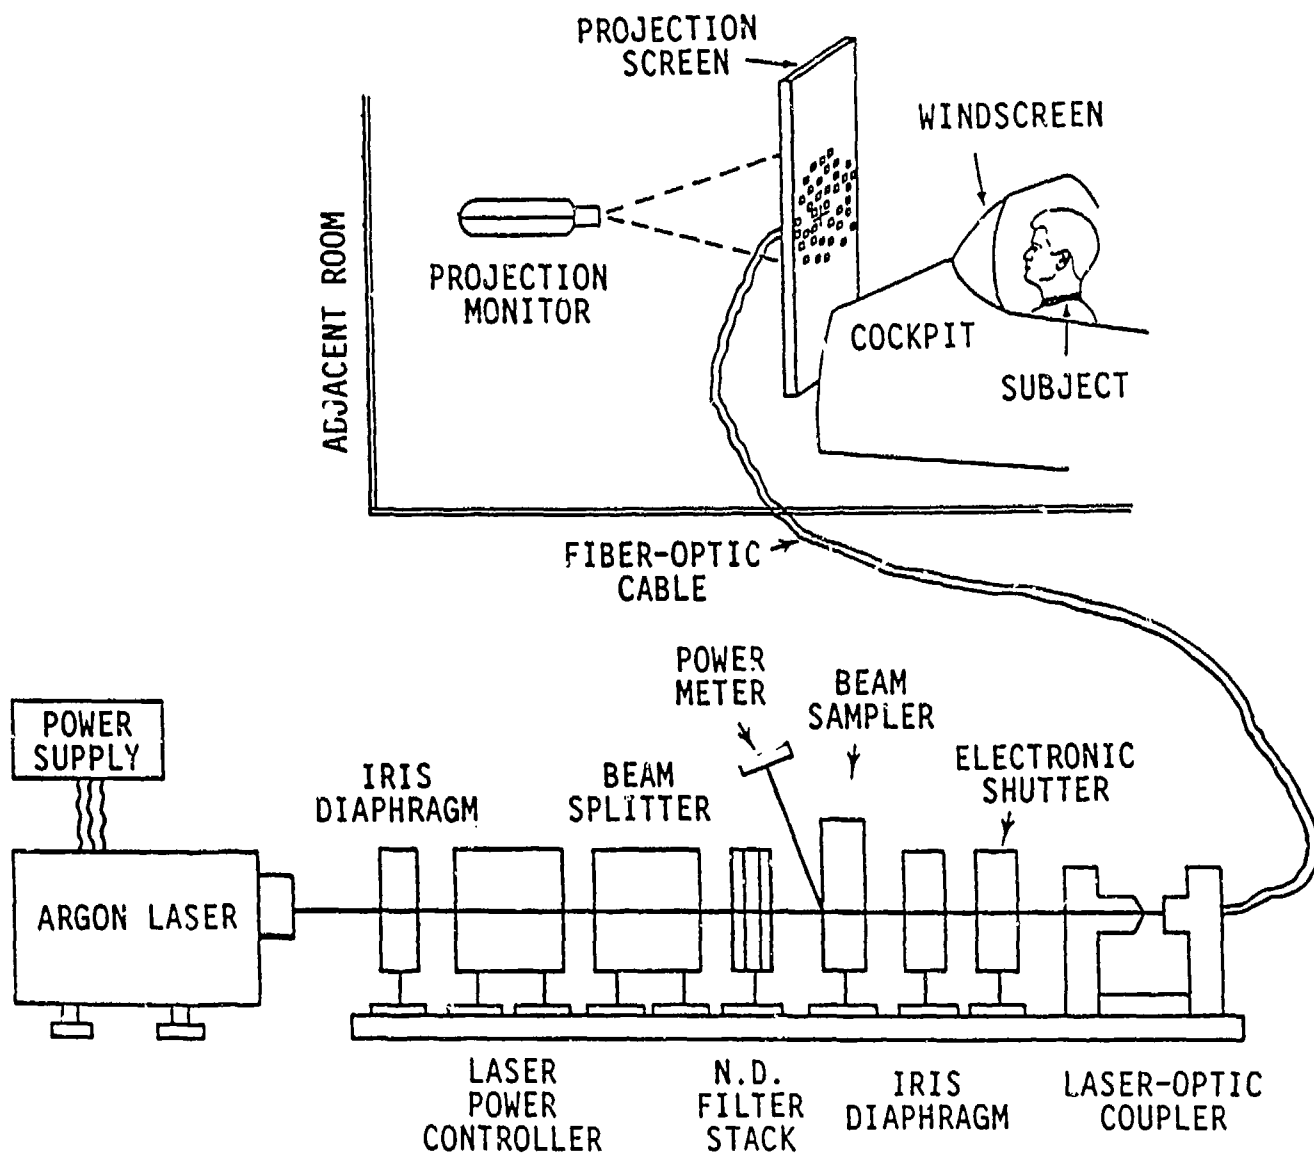 PROJECTION
SCREEN
WINDSCREEN
ADJACENT ROOM
PROJECTION
MONITOR
COCKPIT
SUBJECT
FIBER-OPTIC
CABLE
POWER
METER
BEAM
SAMPLER
POWER
SUPPLY
IRIS
DIAPHRAGM
BEAM
SPLITTER
ELECTRONIC
SHUTTER
ARGON LASER
LASER
POWER
CONTROLLER
N.D.
FILTER
STACK
IRIS
DIAPHRAGM
LASER-OPTIC
COUPLER